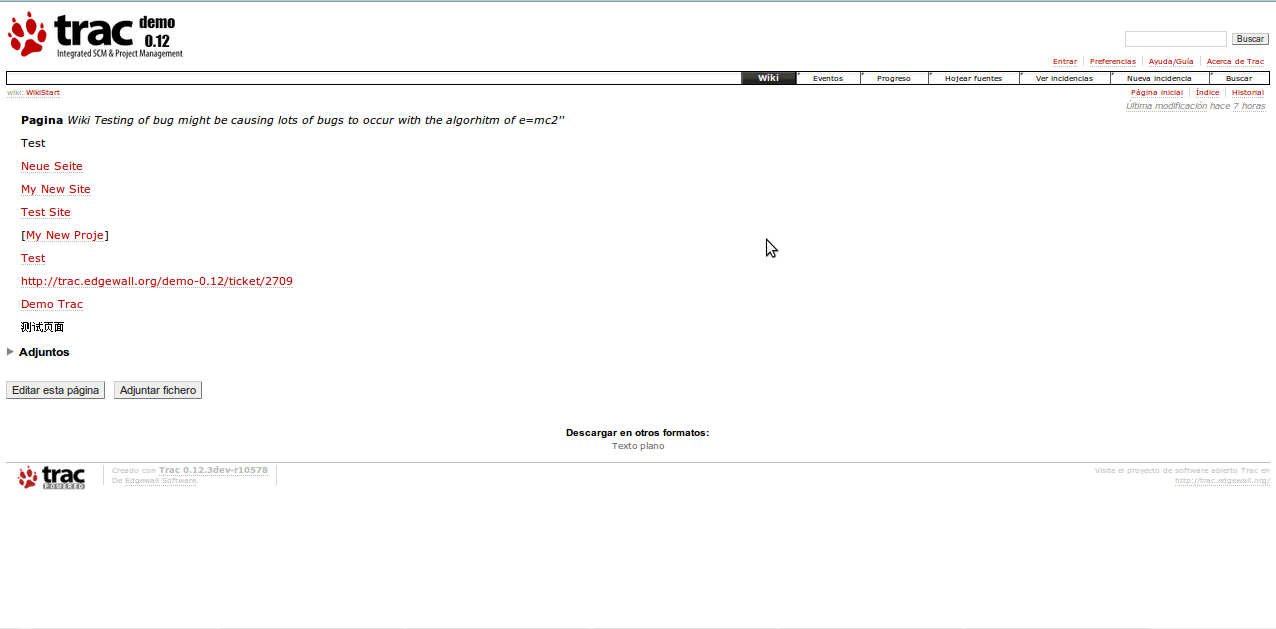 trac demo 0.12
Integrated SCM & Project Management
Buscar
Entrar Preferencias Ayuda/Guía Acerca de Trac
Wiki Eventos Progreso Hojear fuentes Ver incidencias Nueva incidencia Buscar
wiki: WikiStart
Página inicial Índice Historial
Última modificación hace 7 horas
Pagina Wiki Testing of bug might be causing lots of bugs to occur with the algorhitm of e=mc2''
Test
Neue Seite
My New Site
Test Site
[My New Proje]
Test
http://trac.edgewall.org/demo-0.12/ticket/2709
Demo Trac
测试页面
Adjuntos
Editar esta página Adjuntar fichero
Descargar en otros formatos:
Texto plano
trac POWERED
Creado con Trac 0.12.3dev-r10578
De Edgewall Software.
Visite el proyecto de software abierto Trac en
http://trac.edgewall.org/